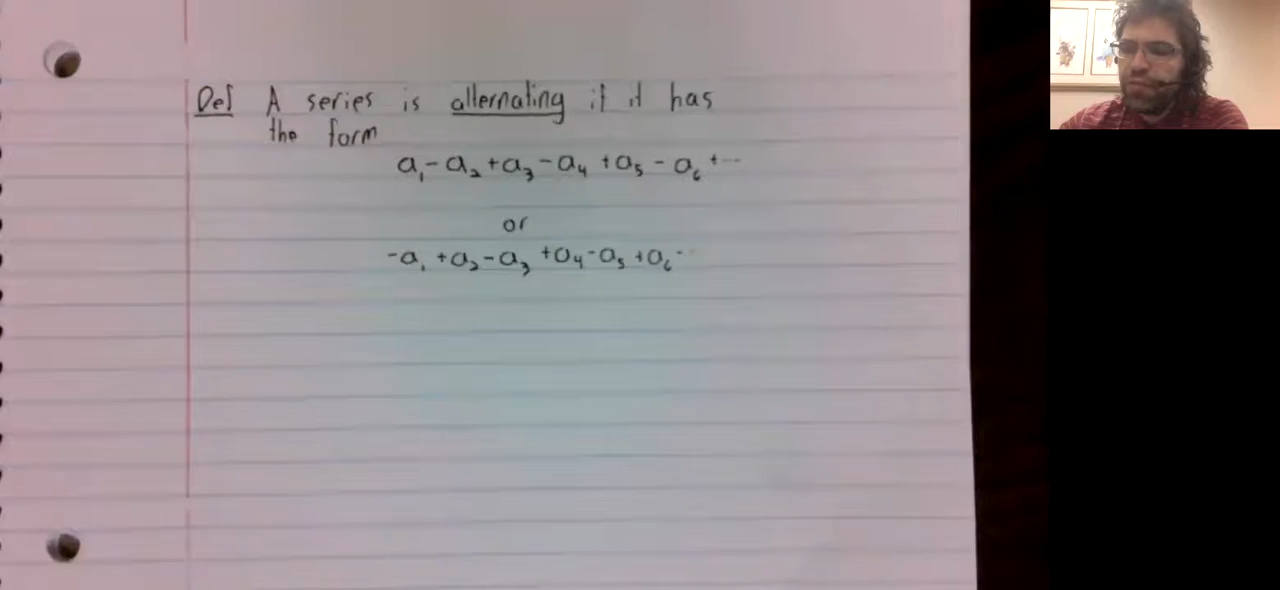 Def A series is alternating if it has
the form
a₁ - a₂ + a₃ - a₄ + a₅ - a₆ + ...
or
-a₁ + a₂ - a₃ + a₄ - a₅ + a₆ ...